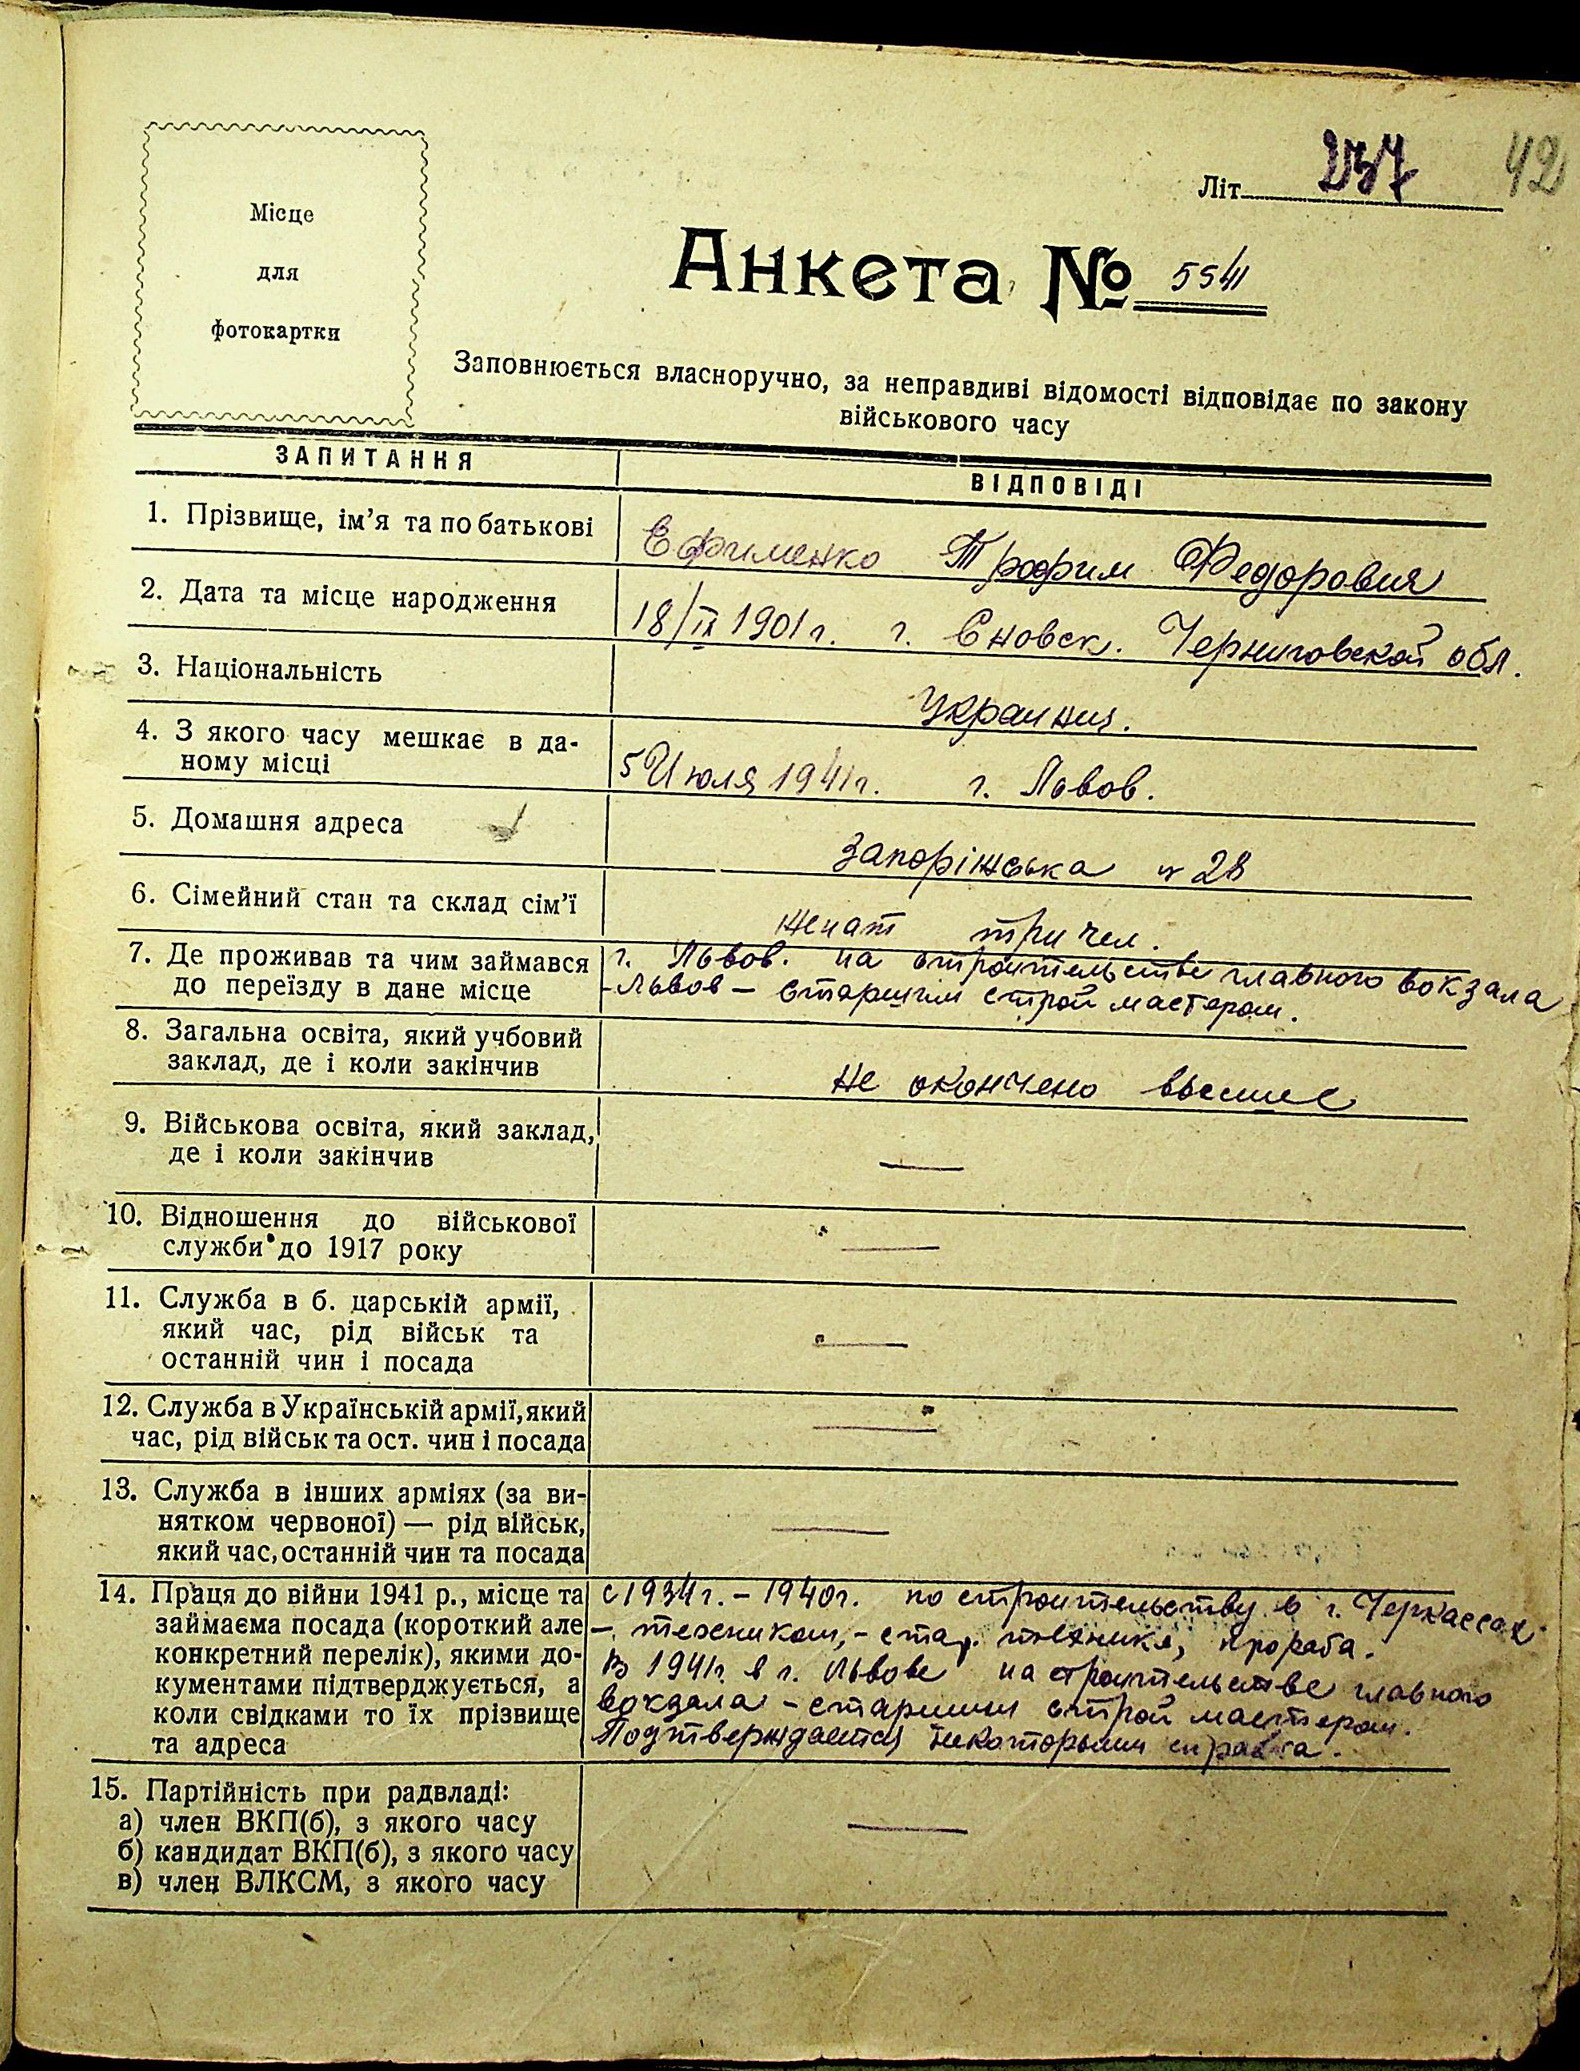 42
Літ. 237
Місце
для
фотокартки
Анкета № 5541
Заповнюється власноручно, за неправдиві відомості відповідає по закону
військового часу
ЗАПИТАННЯ
ВІДПОВІДІ
1. Прізвище, ім'я та по батькові
Ефименко Трофим Федорович
2. Дата та місце народження
18/IX 1901 г. г. Сновск. Черниговской обл.
3. Національність
Украинец.
4. З якого часу мешкає в да-
ному місці
5 Июля 1941 г. г. Львов.
5. Домашня адреса
Запоріжська № 28
6. Сімейний стан та склад сім'ї
женат три чел.
7. Де проживав та чим займався
до переїзду в дане місце
г. Львов. на строительстве главного вокзала
-Львов – старшим строй мастером.
8. Загальна освіта, який учбовий
заклад, де і коли закінчив
не окончено высшее
9. Військова освіта, який заклад,
де і коли закінчив
—
10. Відношення до військової
служби до 1917 року
—
11. Служба в б. царській армії,
який час, рід військ та
останній чин і посада
—
12. Служба в Українській армії, який
час, рід військ та ост. чин і посада
—
13. Служба в інших арміях (за ви-
нятком червоної) — рід військ,
який час, останній чин та посада
—
14. Праця до війни 1941 р., місце та
займаєма посада (короткий але
конкретний перелік), якими до-
кументами підтверджується, а
коли свідками то їх прізвище
та адреса
с 1934 г. – 1940 г. по строительству в г. Черкассах
– техником, – стар. техника, прораба.
В 1941 г. в г. Львове на строительстве главного
вокзала – старшим строй мастером.
Подтверждается некоторыми справка.
15. Партійність при радвладі:
а) член ВКП(б), з якого часу
б) кандидат ВКП(б), з якого часу
в) член ВЛКСМ, з якого часу
—